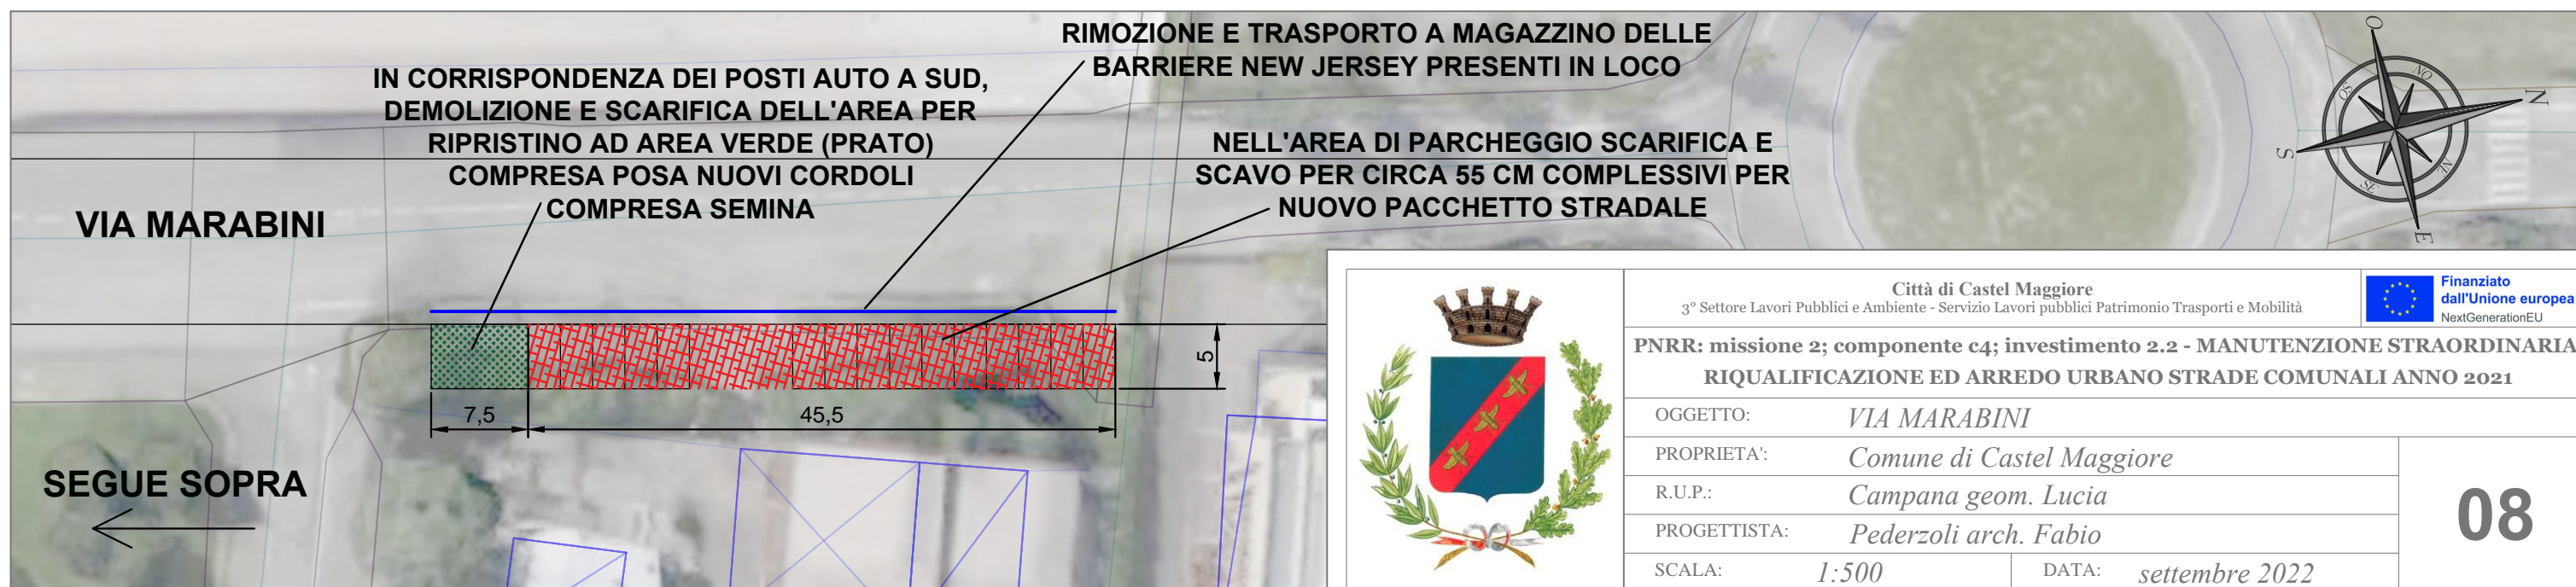 RIMOZIONE E TRASPORTO A MAGAZZINO DELLE
BARRIERE NEW JERSEY PRESENTI IN LOCO
IN CORRISPONDENZA DEI POSTI AUTO A SUD,
DEMOLIZIONE E SCARIFICA DELL'AREA PER
RIPRISTINO AD AREA VERDE (PRATO)
COMPRESA POSA NUOVI CORDOLI
COMPRESA SEMINA
NELL'AREA DI PARCHEGGIO SCARIFICA E
SCAVO PER CIRCA 55 CM COMPLESSIVI PER
NUOVO PACCHETTO STRADALE
VIA MARABINI
O
NO
N
NE
E
SE
S
SO
5
7,5
45,5
SEGUE SOPRA
Città di Castel Maggiore
3° Settore Lavori Pubblici e Ambiente - Servizio Lavori pubblici Patrimonio Trasporti e Mobilità
Finanziato
dall'Unione europea
NextGenerationEU
PNRR: missione 2; componente c4; investimento 2.2 - MANUTENZIONE STRAORDINARIA
RIQUALIFICAZIONE ED ARREDO URBANO STRADE COMUNALI ANNO 2021
OGGETTO: VIA MARABINI
PROPRIETA': Comune di Castel Maggiore
R.U.P.: Campana geom. Lucia
PROGETTISTA: Pederzoli arch. Fabio
SCALA: 1:500 DATA: settembre 2022
08